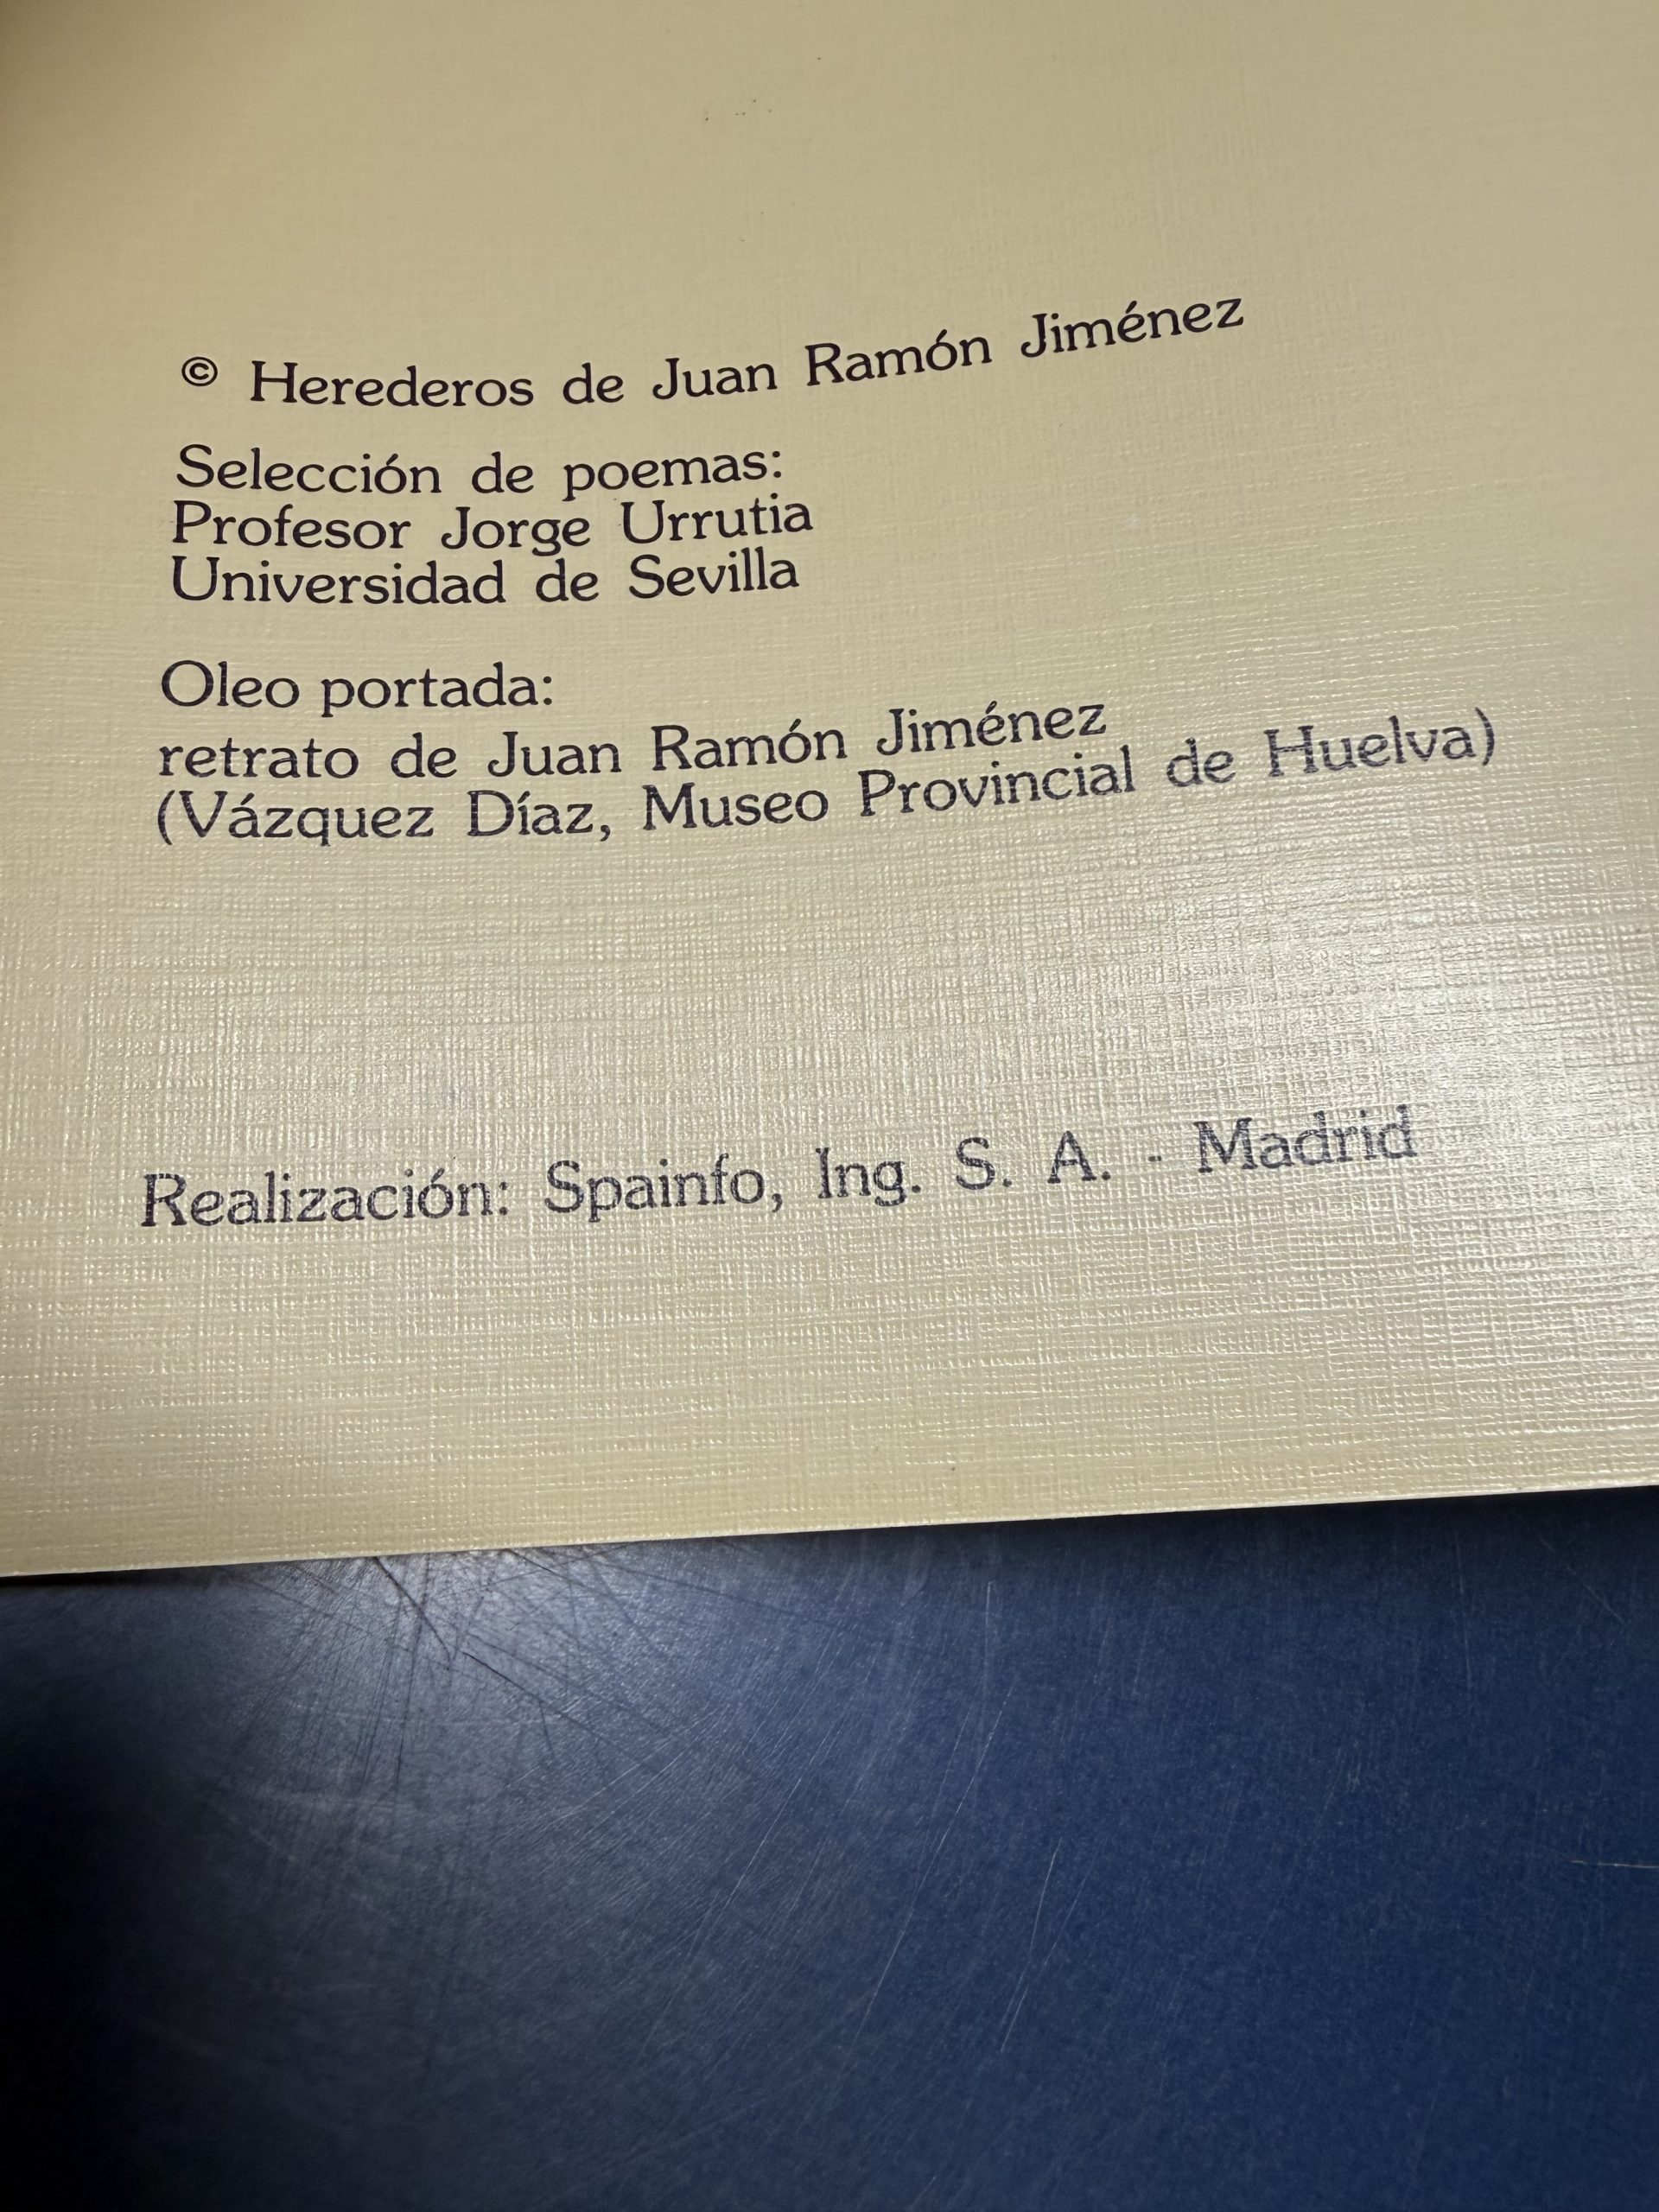 © Herederos de Juan Ramón Jiménez
Selección de poemas:
Profesor Jorge Urrutia
Universidad de Sevilla
Oleo portada:
retrato de Juan Ramón Jiménez
(Vázquez Díaz, Museo Provincial de Huelva)
Realización: Spainfo, Ing. S. A. - Madrid